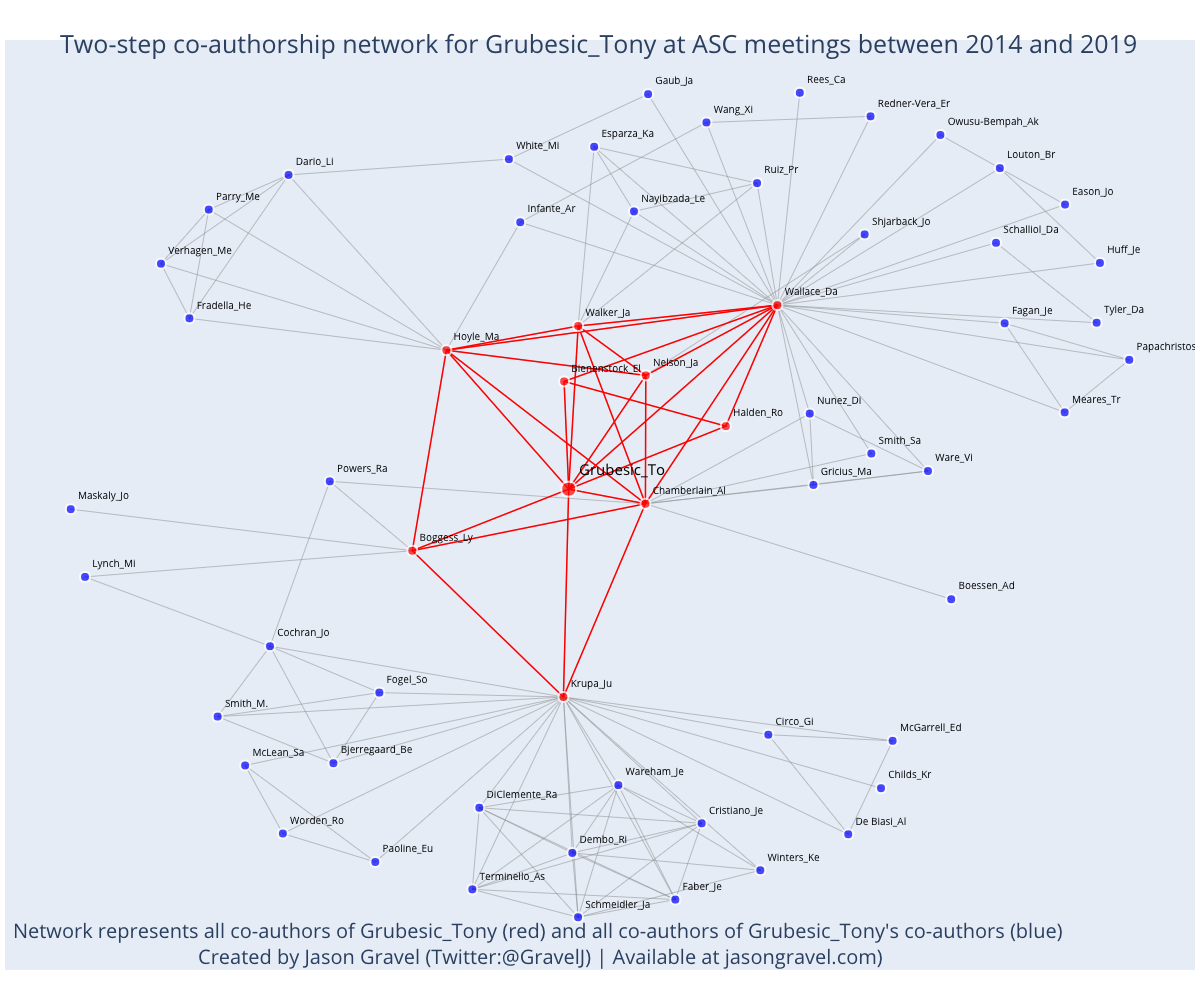 Two-step co-authorship network for Grubesic_Tony at ASC meetings between 2014 and 2019
Gaub_Ja
Rees_Ca
Wang_Xi
Redner-Vera_Er
Owusu-Bempah_Ak
Esparza_Ka
White_Mi
Louton_Br
Dario_Li
Ruiz_Pr
Eason_Jo
Parry_Me
Nayibzada_Le
Infante_Ar
Shjarback_Jo
Schalliol_Da
Verhagen_Me
Huff_Je
Wallace_Da
Fradella_He
Walker_Ja
Fagan_Je
Tyler_Da
Hoyle_Ma
Papachristos
Bienenstock_El
Nelson_Ja
Meares_Tr
Halden_Ro
Nunez_Di
Smith_Sa
Ware_Vi
Powers_Ra
Grubesic_To
Gricius_Ma
Maskaly_Jo
Chamberlain_Al
Boggess_Ly
Lynch_Mi
Boessen_Ad
Cochran_Jo
Fogel_So
Krupa_Ju
Smith_M.
Circo_Gi
McGarrell_Ed
McLean_Sa
Bjerregaard_Be
Wareham_Je
Childs_Kr
DiClemente_Ra
Cristiano_Je
Worden_Ro
De Biasi_Al
Dembo_Ri
Paoline_Eu
Winters_Ke
Terminello_As
Faber_Je
Schmeidler_Ja
Network represents all co-authors of Grubesic_Tony (red) and all co-authors of Grubesic_Tony's co-authors (blue)
Created by Jason Gravel (Twitter:@GravelJ) | Available at jasongravel.com)